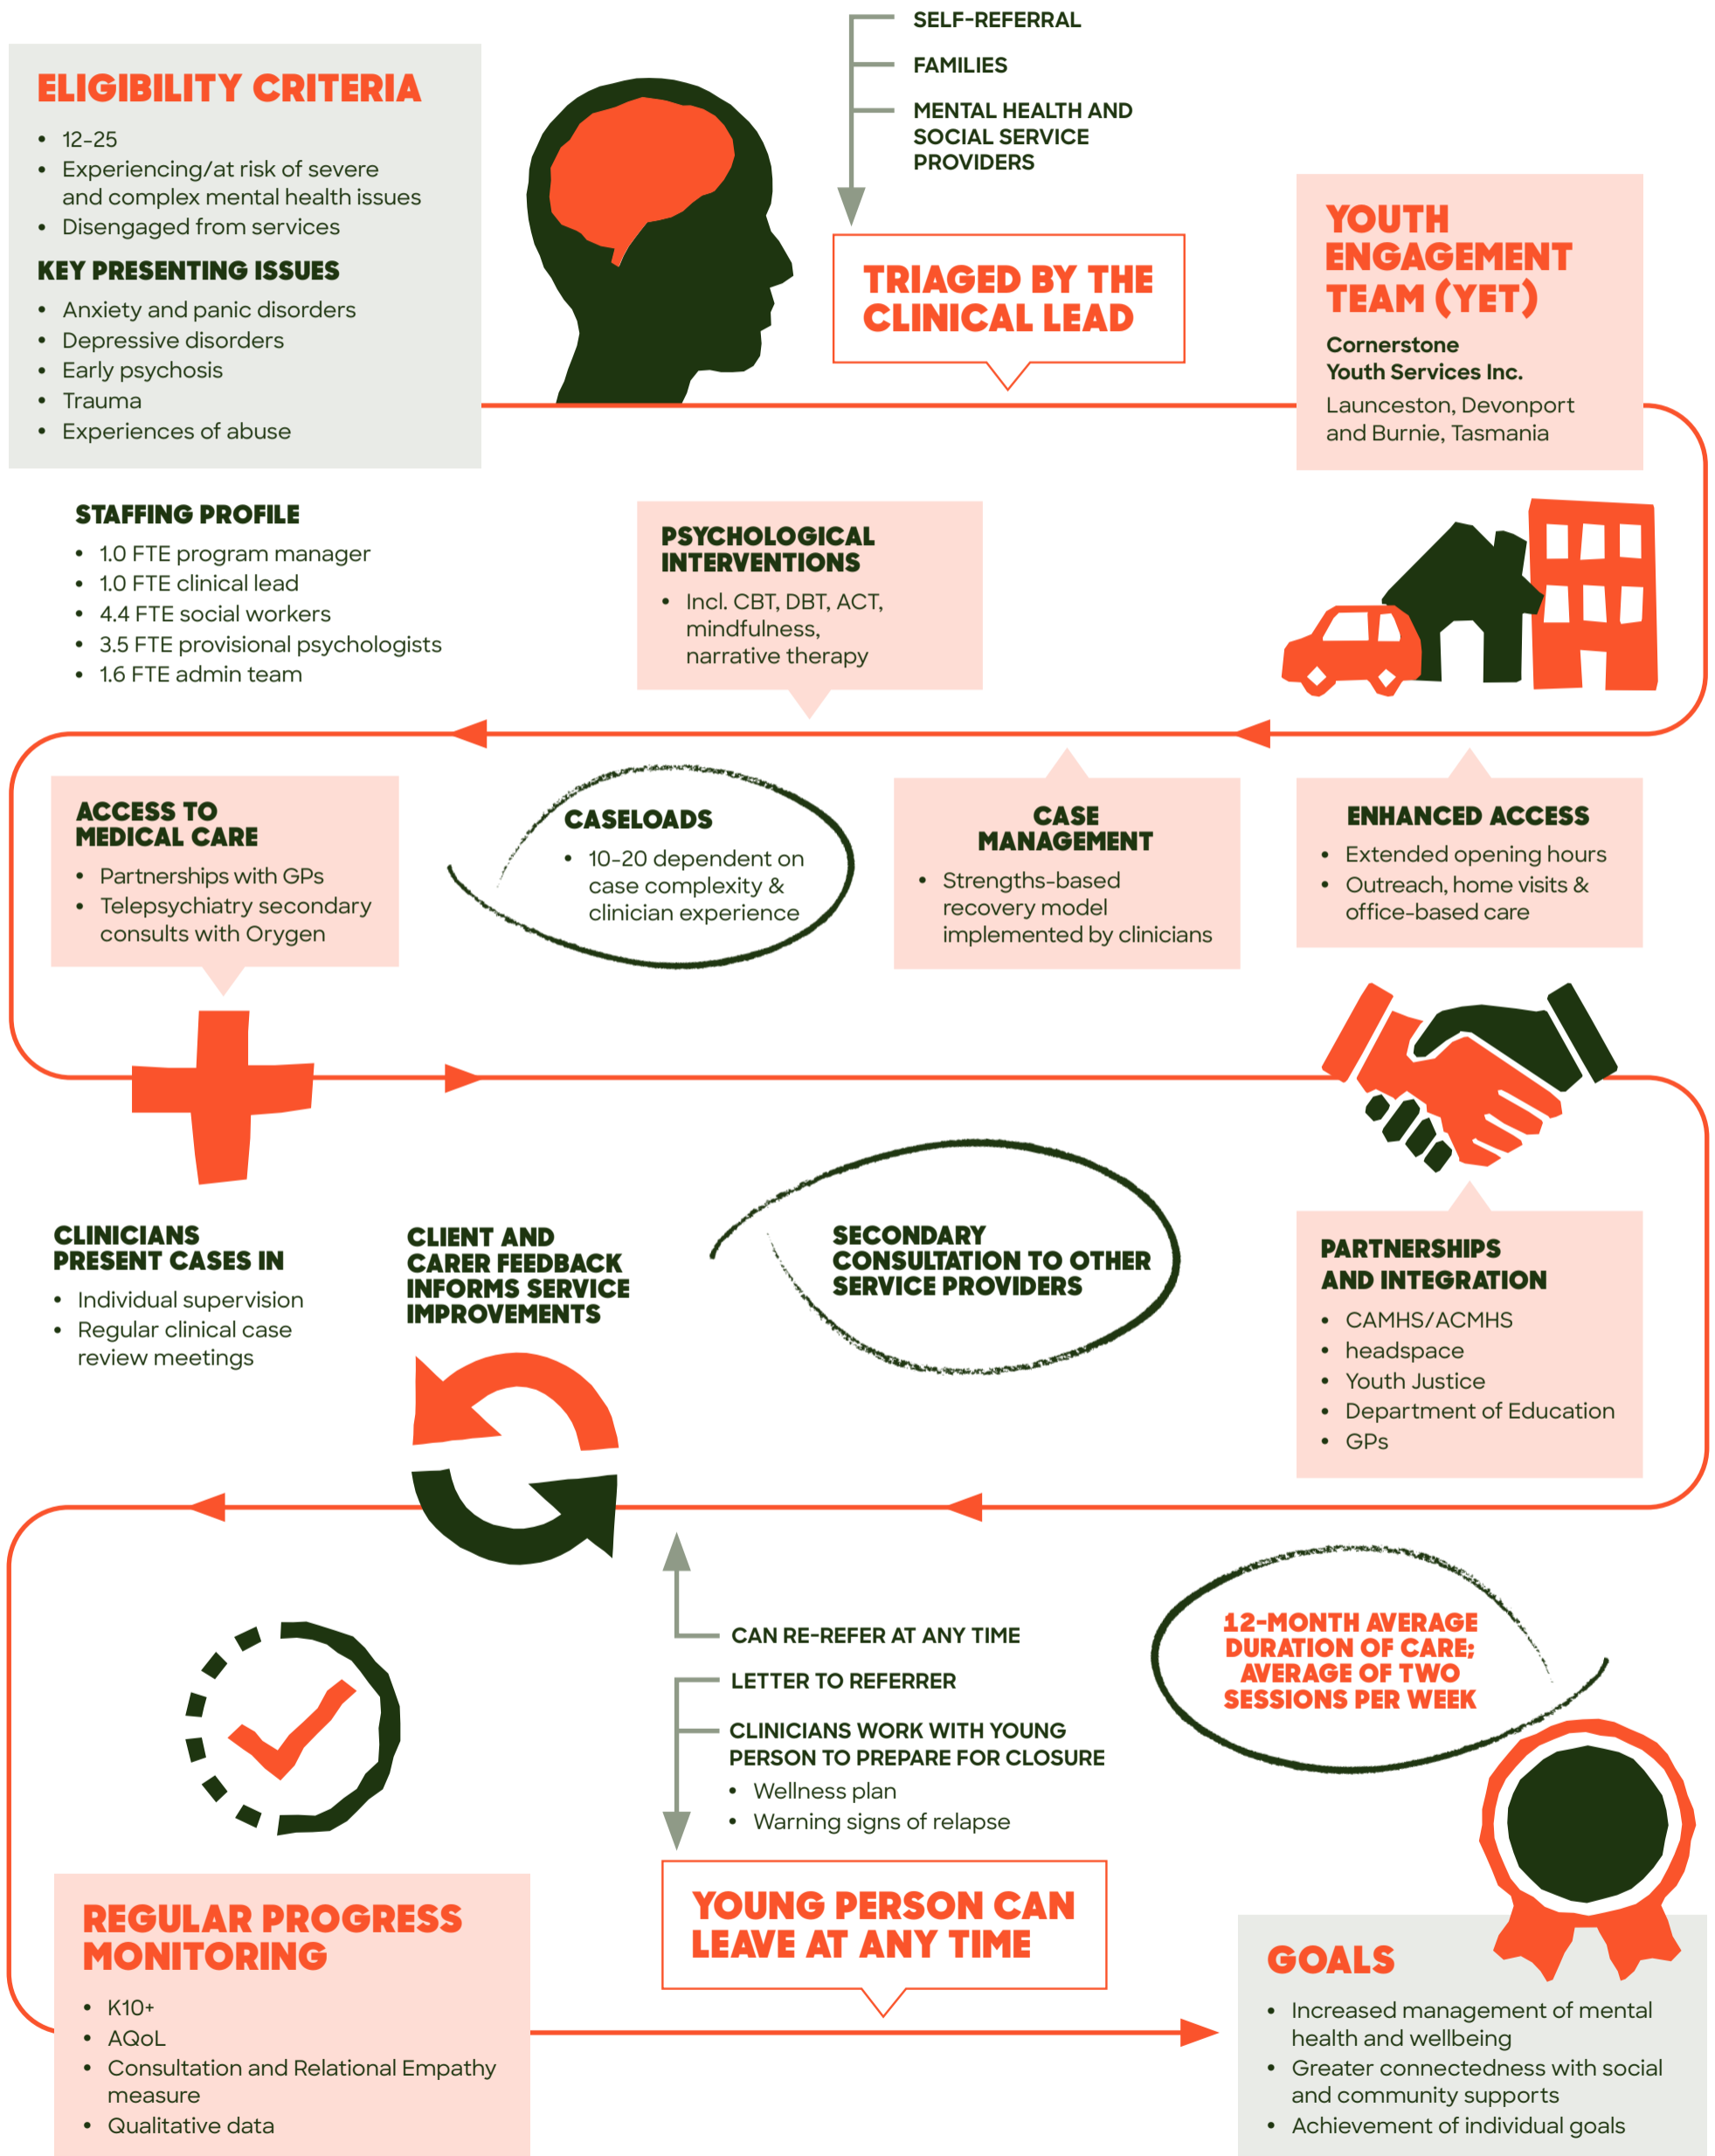 SELF-REFERRAL
FAMILIES
MENTAL HEALTH AND
SOCIAL SERVICE
PROVIDERS
ELIGIBILITY CRITERIA
• 12-25
• Experiencing/at risk of severe
and complex mental health issues
• Disengaged from services
KEY PRESENTING ISSUES
• Anxiety and panic disorders
• Depressive disorders
• Early psychosis
• Trauma
• Experiences of abuse
TRIAGED BY THE
CLINICAL LEAD
YOUTH
ENGAGEMENT
TEAM (YET)
Cornerstone
Youth Services Inc.
Launceston, Devonport
and Burnie, Tasmania
STAFFING PROFILE
• 1.0 FTE program manager
• 1.0 FTE clinical lead
• 4.4 FTE social workers
• 3.5 FTE provisional psychologists
• 1.6 FTE admin team
PSYCHOLOGICAL
INTERVENTIONS
• Incl. CBT, DBT, ACT,
mindfulness,
narrative therapy
ACCESS TO
MEDICAL CARE
• Partnerships with GPs
• Telepsychiatry secondary
consults with Orygen
CASELOADS
• 10-20 dependent on
case complexity &
clinician experience
CASE
MANAGEMENT
• Strengths-based
recovery model
implemented by clinicians
ENHANCED ACCESS
• Extended opening hours
• Outreach, home visits &
office-based care
CLINICIANS
PRESENT CASES IN
• Individual supervision
• Regular clinical case
review meetings
CLIENT AND
CARER FEEDBACK
INFORMS SERVICE
IMPROVEMENTS
SECONDARY
CONSULTATION TO OTHER
SERVICE PROVIDERS
PARTNERSHIPS
AND INTEGRATION
• CAMHS/ACMHS
• headspace
• Youth Justice
• Department of Education
• GPs
CAN RE-REFER AT ANY TIME
LETTER TO REFERRER
CLINICIANS WORK WITH YOUNG
PERSON TO PREPARE FOR CLOSURE
• Wellness plan
• Warning signs of relapse
12-MONTH AVERAGE
DURATION OF CARE;
AVERAGE OF TWO
SESSIONS PER WEEK
REGULAR PROGRESS
MONITORING
• K10+
• AQoL
• Consultation and Relational Empathy
measure
• Qualitative data
YOUNG PERSON CAN
LEAVE AT ANY TIME
GOALS
• Increased management of mental
health and wellbeing
• Greater connectedness with social
and community supports
• Achievement of individual goals